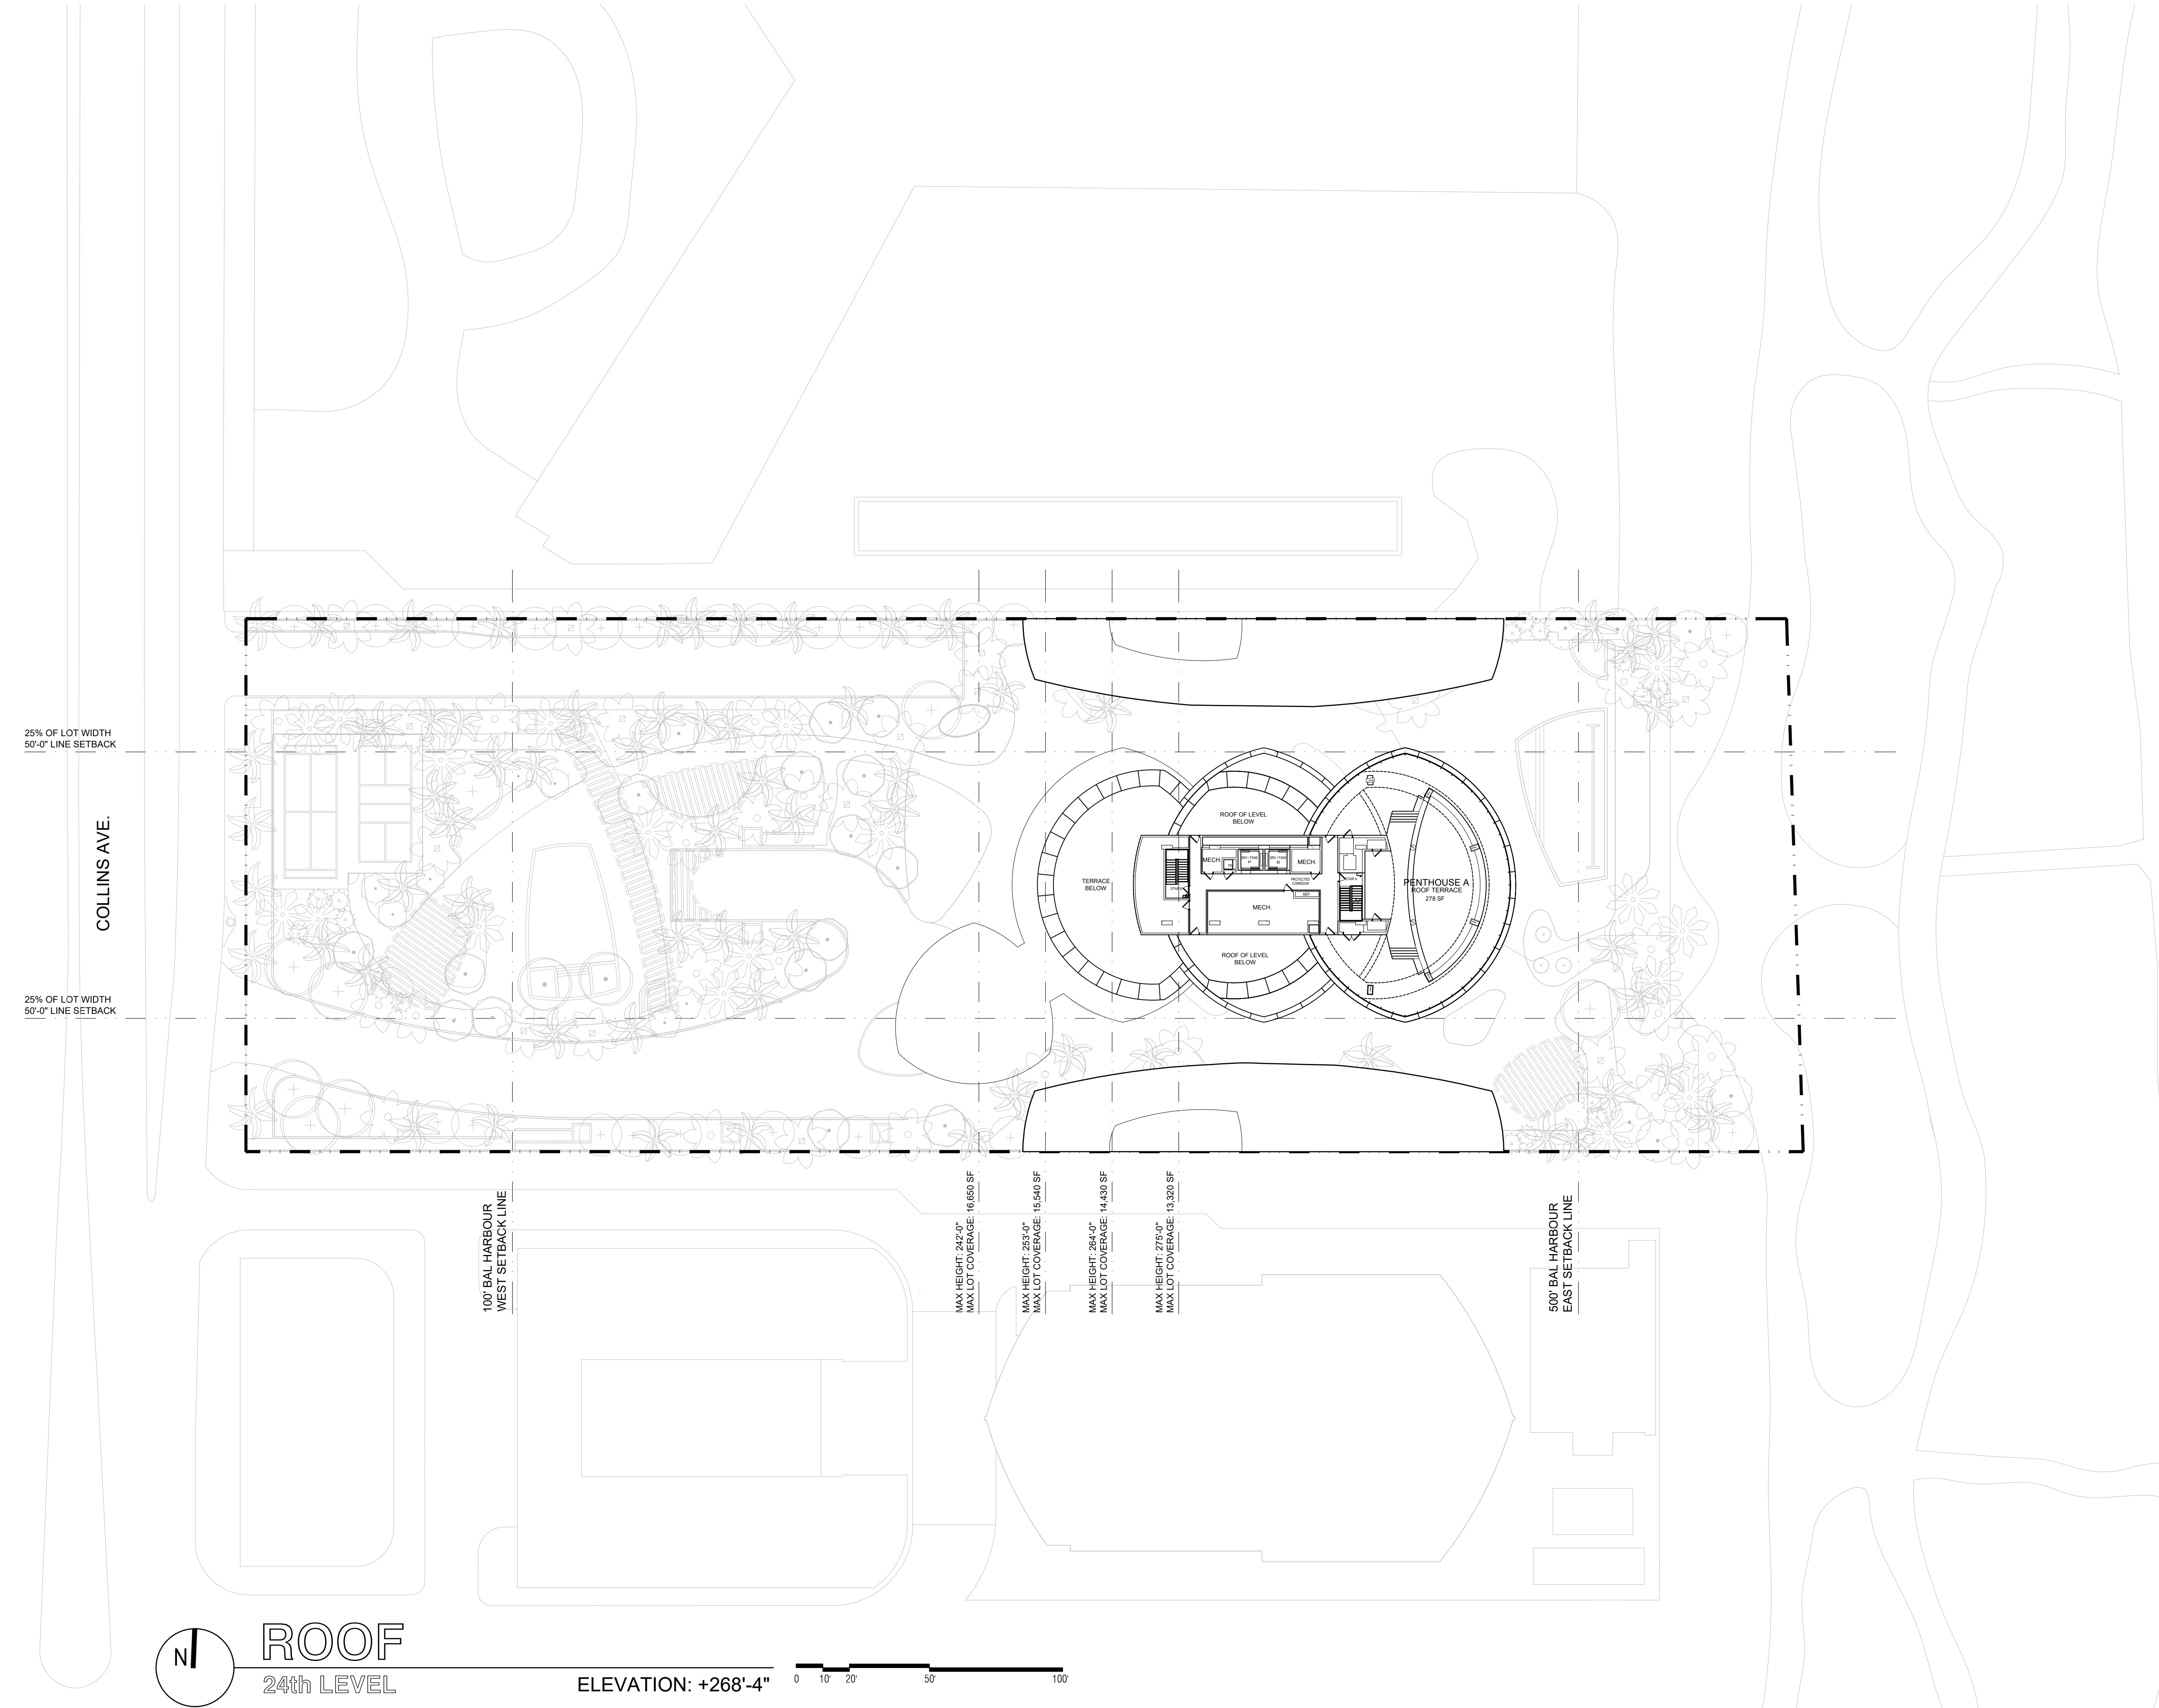 25% OF LOT WIDTH
50'-0" LINE SETBACK
COLLINS AVE.
25% OF LOT WIDTH
50'-0" LINE SETBACK
ROOF OF LEVEL
BELOW
TERRACE
BELOW
MECH.
MECH.
PROTECTED
CORRIDOR
MEP
MECH.
STAIR A
PENTHOUSE A
ROOF TERRACE
278 SF
ROOF OF LEVEL
BELOW
100' BAL HARBOUR
WEST SETBACK LINE
MAX HEIGHT: 242'-0"
MAX LOT COVERAGE: 16,650 SF
MAX HEIGHT: 253'-0"
MAX LOT COVERAGE: 15,540 SF
MAX HEIGHT: 264'-0"
MAX LOT COVERAGE: 14,430 SF
MAX HEIGHT: 275'-0"
MAX LOT COVERAGE: 13,320 SF
500' BAL HARBOUR
EAST SETBACK LINE
N
ROOF
24th LEVEL
ELEVATION: +268'-4"
0 10' 20' 50' 100'